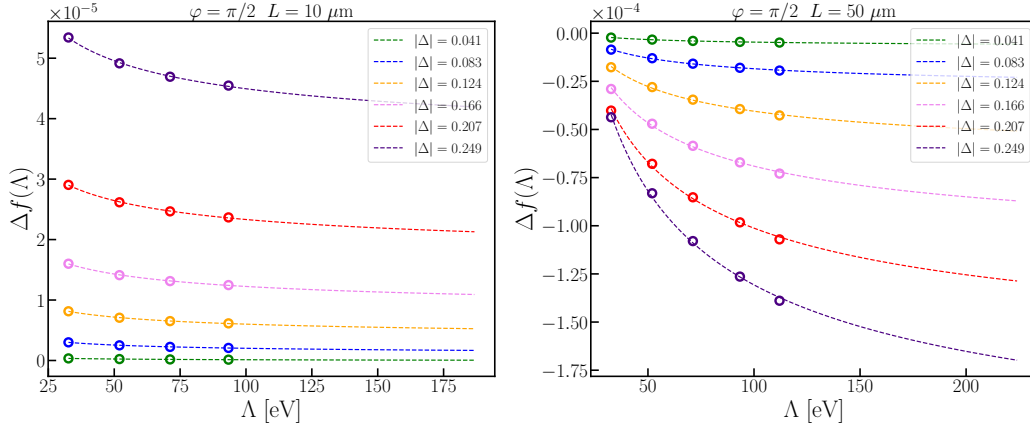 ×10⁻⁵
φ = π/2 L = 10 μm
|Δ| = 0.041
|Δ| = 0.083
|Δ| = 0.124
|Δ| = 0.166
|Δ| = 0.207
|Δ| = 0.249
Δf(Λ)
5
4
3
2
1
0
25 50 75 100 125 150 175
Λ [eV]
×10⁻⁴
φ = π/2 L = 50 μm
|Δ| = 0.041
|Δ| = 0.083
|Δ| = 0.124
|Δ| = 0.166
|Δ| = 0.207
|Δ| = 0.249
Δf(Λ)
0.00
−0.25
−0.50
−0.75
−1.00
−1.25
−1.50
−1.75
50 100 150 200
Λ [eV]